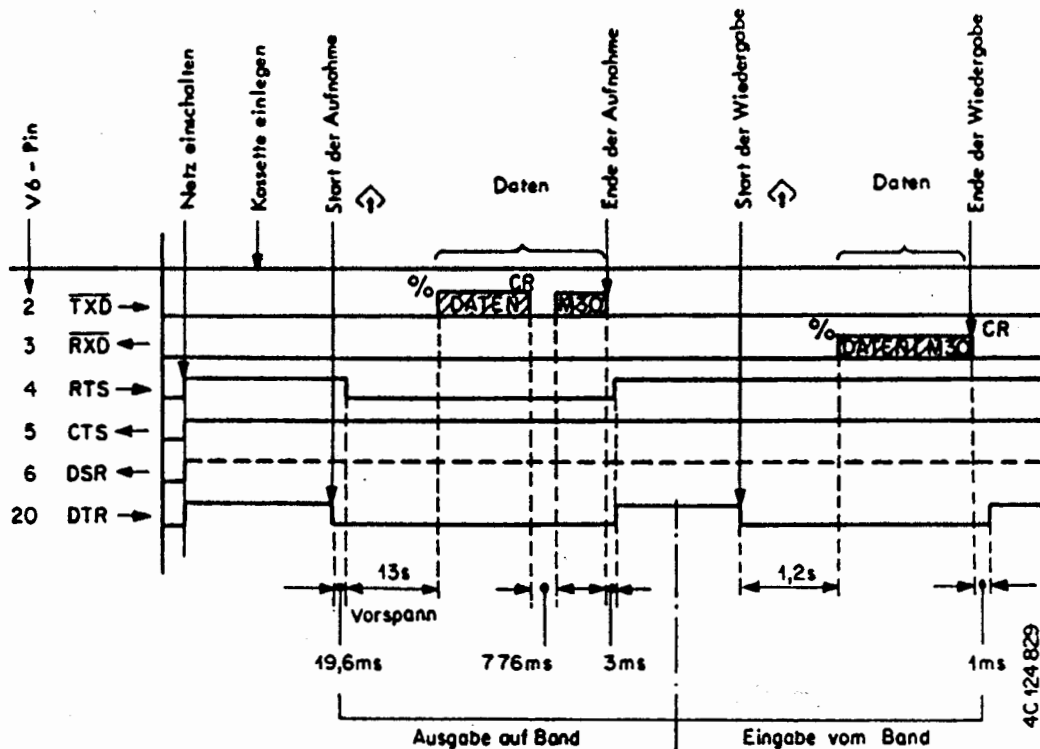 V6 - Pin
Netz einschalten
Kassette einlegen
Start der Aufnahme
Daten
Ende der Aufnahme
Start der Wiedergabe
Daten
Ende der Wiedergabe
2 TXD → % DATEN CR M30
3 RXD ← % DATEN M30 CR
4 RTS →
5 CTS ←
6 DSR ←
20 DTR →
13s
1,2s
Vorspann
19,6ms
776ms
3ms
1ms
Ausgabe auf Band
Eingabe vom Band
4C 124 829